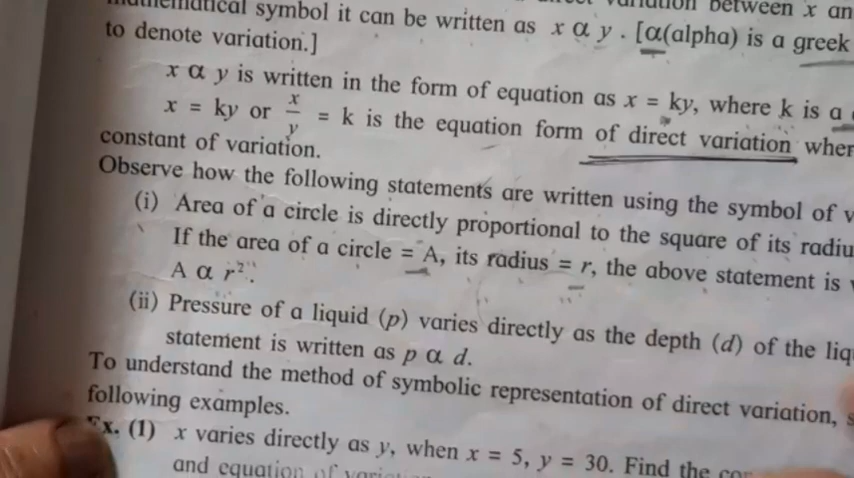 symbol it can be written as x α y . [α(alpha) is a greek
to denote variation.]
x α y is written in the form of equation as x = ky, where k is a
x = ky or x/y = k is the equation form of direct variation wher
constant of variation.
Observe how the following statements are written using the symbol of v
(i) Area of a circle is directly proportional to the square of its radiu
If the area of a circle = A, its radius = r, the above statement is
A α r².
(ii) Pressure of a liquid (p) varies directly as the depth (d) of the liq
statement is written as p α d.
To understand the method of symbolic representation of direct variation, s
following examples.
Ex. (1) x varies directly as y, when x = 5, y = 30. Find the
and equation of